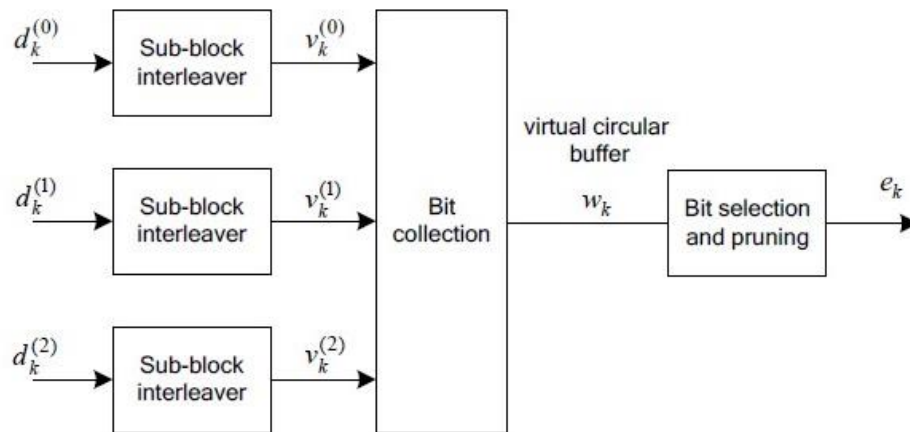 d_k^{(0)}
Sub-block
interleaver
v_k^{(0)}
virtual circular
buffer
d_k^{(1)}
Sub-block
interleaver
v_k^{(1)}
Bit
collection
w_k
Bit selection
and pruning
e_k
d_k^{(2)}
Sub-block
interleaver
v_k^{(2)}